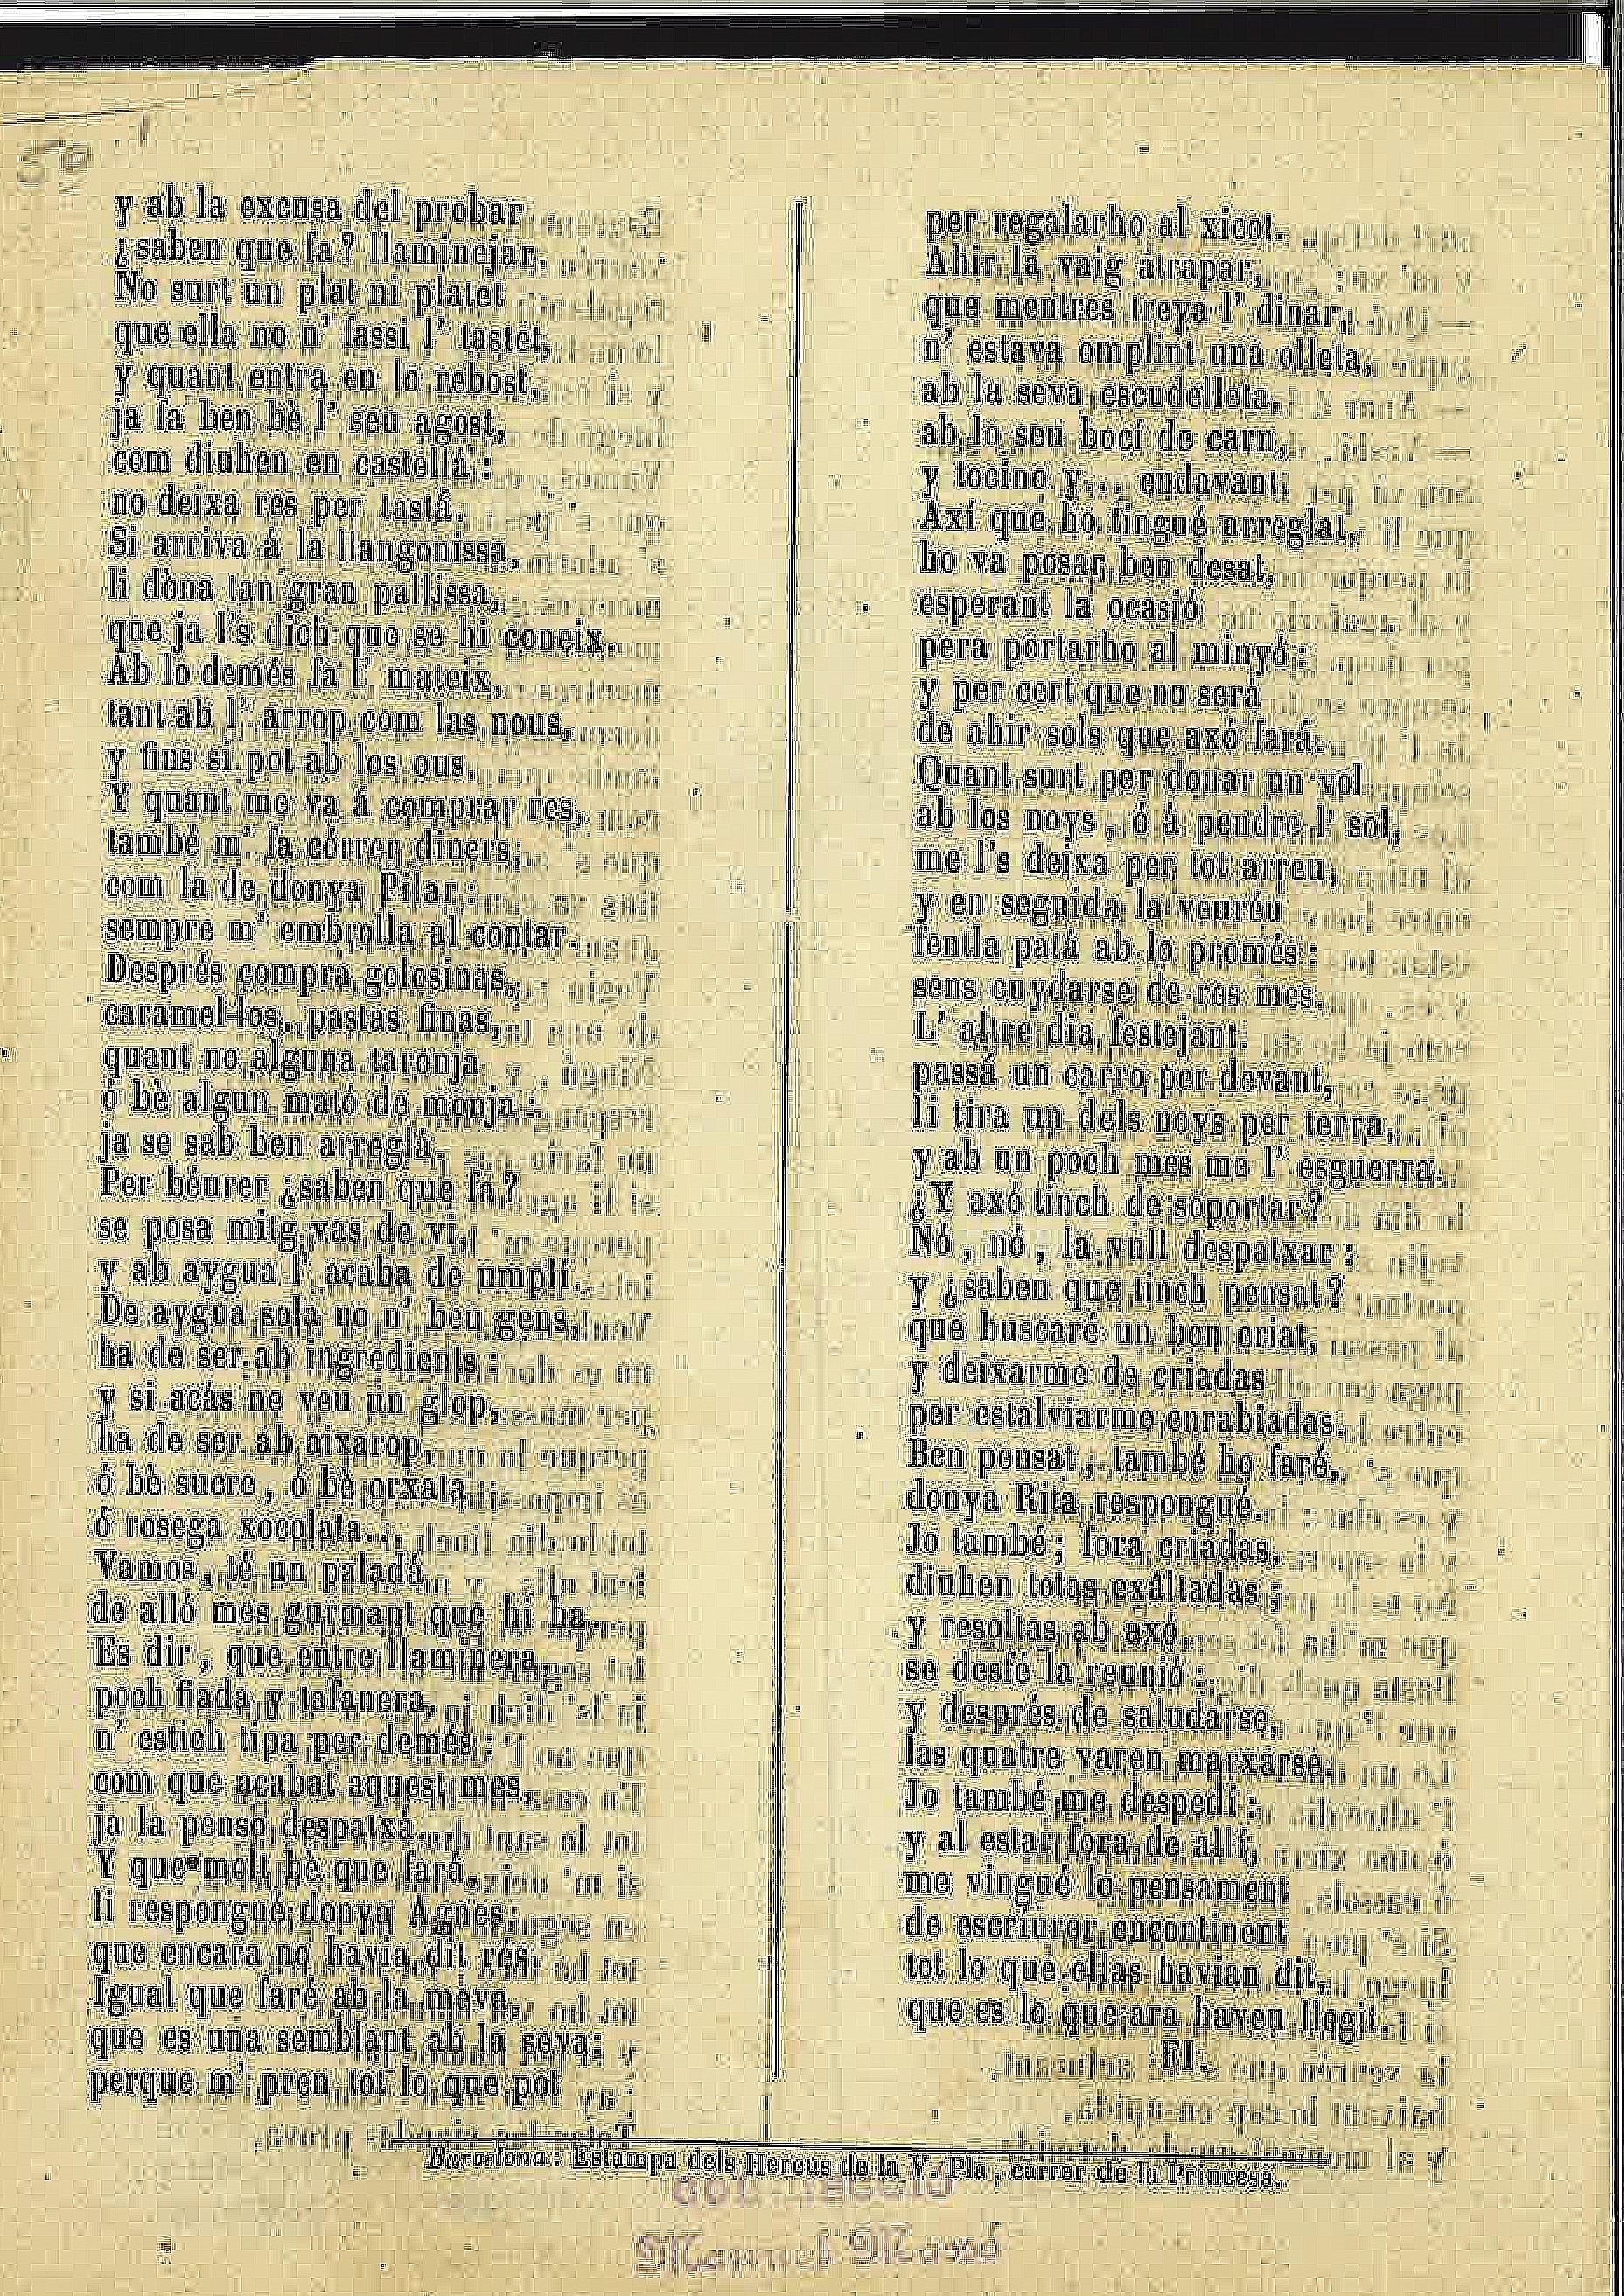 50
y ab la excusa del probar
¿saben que fa? llaminejar.
No surt un plat ni platet
que ella no n' fassi l' tastet,
y quant entra en lo rebost,
ja fa ben bè l' seu agost,
com diuhen en castellá:
no deixa res per tastá.
Si arriva á la llangonissa,
li dòna tan gran pallissa,
que ja l's dich que se hi coneix.
Ab lo demés fa l' mateix,
tant ab l' arrop com las nous,
y fins si pot ab los ous.
Y quant me va á comprar res,
també m' fa córrer diners;
com la de donya Pilar:
sempre m' embrolla al contar.
Després compra golosinas,
caramel-los, pastas finas,
quant no alguna taronja
ó bè algun mató de monja:
ja se sab ben arreglá.
Per béurer ¿saben que fa?
se posa mitg vas de vi,
y ab aygua l' acaba de umplí.
De aygua sola no n' beu gens,
ha de ser ab ingredients:
y si acás ne veu un glop,
ha de ser ab aixarop,
ó bè sucre, ó bè orxata
ó rosega xocolata.
Vamos, té un paladá
de alló mes gurmant que hi ha.
Es dir, que entre llaminera,
poch fiada y tafanera,
n' estich tipa per demés;
com que acabat aquest mes,
ja la penso despatxá.
Y que molt bè que fará,
li respongué donya Agnes,
que encara no havia dit res.
Igual que faré ab la meva,
que es una semblant ab la seva;
perque m' pren tot lo que pot
per regalarho al xicot.
Ahir la vaig atrapar,
que mentres treya l' dinar,
n' estava omplint una olleta,
ab la seva escudelleta,
ab lo seu bocí de carn,
y tocino y... endavant.
Axí que ho tingué arreglat,
ho va posar ben desat,
esperant la ocasió
pera portarho al minyó:
y per cert que no será
de ahir sols que axó fará.
Quant surt per donar un vol
ab los noys, ó á pendre l' sol,
me l's deixa per tot arreu,
y en seguida la veuréu
fentla patá ab lo promés:
sens cuydarse de res mes.
L' altre dia festejant.
passá un carro per devant,
li tira un dels noys per terra,
y ab un poch mes me l' esguerra.
¿Y axó tinch de soportar?
Nó, nó, la vull despatxar:
y ¿saben que tinch pensat?
que buscaré un bon criat,
y deixarme de criadas
per estalviarme enrabiadas.
Ben pensat, també ho faré,
donya Rita respongué.
Jo també; fora criadas,
diuhen totas exáltadas;
y resoltas ab axó,
se desfé la reunió:
y després de saludarse,
las quatre varen marxarse.
Jo també me despedí:
y al estar fora de allí,
me vingué lo pensament
de escriurer encontinent
tot lo que ellas havian dit,
que es lo que ara haveu llegit.
FI.
Barcelona: Estampa dels Hereus de la V. Pla, carrer de la Princesa.
Manuel Massó